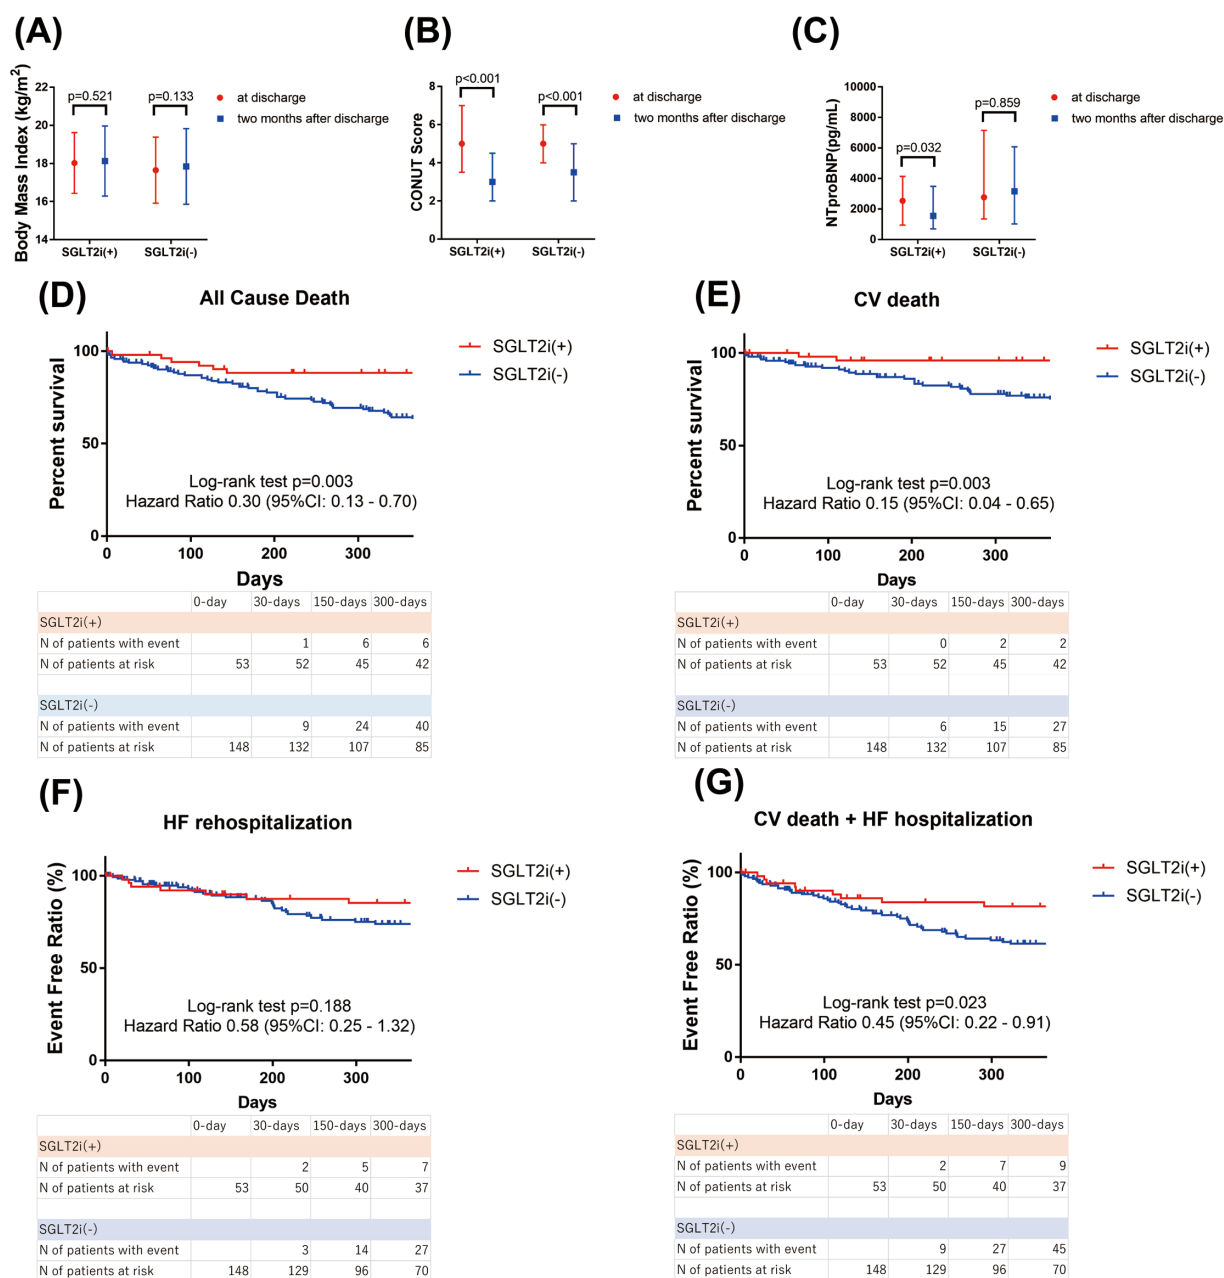 (A)
Body Mass Index (kg/m²)
22
20
18
16
14
p=0.521
p=0.133
SGLT2i(+)
SGLT2i(-)
at discharge
two months after discharge
(B)
CONUT Score
8
6
4
2
0
p<0.001
p<0.001
SGLT2i(+)
SGLT2i(-)
at discharge
two months after discharge
(C)
NTproBNP(pg/mL)
10000
8000
6000
4000
2000
0
p=0.032
p=0.859
SGLT2i(+)
SGLT2i(-)
at discharge
two months after discharge
(D)
All Cause Death
Percent survival
100
50
0
SGLT2i(+)
SGLT2i(-)
Log-rank test p=0.003
Hazard Ratio 0.30 (95%CI: 0.13 - 0.70)
0 100 200 300
Days
0-day 30-days 150-days 300-days
SGLT2i(+)
N of patients with event 1 6 6
N of patients at risk 53 52 45 42
SGLT2i(-)
N of patients with event 9 24 40
N of patients at risk 148 132 107 85
(E)
CV death
Percent survival
100
50
0
SGLT2i(+)
SGLT2i(-)
Log-rank test p=0.003
Hazard Ratio 0.15 (95%CI: 0.04 - 0.65)
0 100 200 300
Days
0-day 30-days 150-days 300-days
SGLT2i(+)
N of patients with event 0 2 2
N of patients at risk 53 52 45 42
SGLT2i(-)
N of patients with event 6 15 27
N of patients at risk 148 132 107 85
(F)
HF rehospitalization
Event Free Ratio (%)
100
50
0
SGLT2i(+)
SGLT2i(-)
Log-rank test p=0.188
Hazard Ratio 0.58 (95%CI: 0.25 - 1.32)
0 100 200 300
Days
0-day 30-days 150-days 300-days
SGLT2i(+)
N of patients with event 2 5 7
N of patients at risk 53 50 40 37
SGLT2i(-)
N of patients with event 3 14 27
N of patients at risk 148 129 96 70
(G)
CV death + HF hospitalization
Event Free Ratio (%)
100
50
0
SGLT2i(+)
SGLT2i(-)
Log-rank test p=0.023
Hazard Ratio 0.45 (95%CI: 0.22 - 0.91)
0 100 200 300
Days
0-day 30-days 150-days 300-days
SGLT2i(+)
N of patients with event 2 7 9
N of patients at risk 53 50 40 37
SGLT2i(-)
N of patients with event 9 27 45
N of patients at risk 148 129 96 70